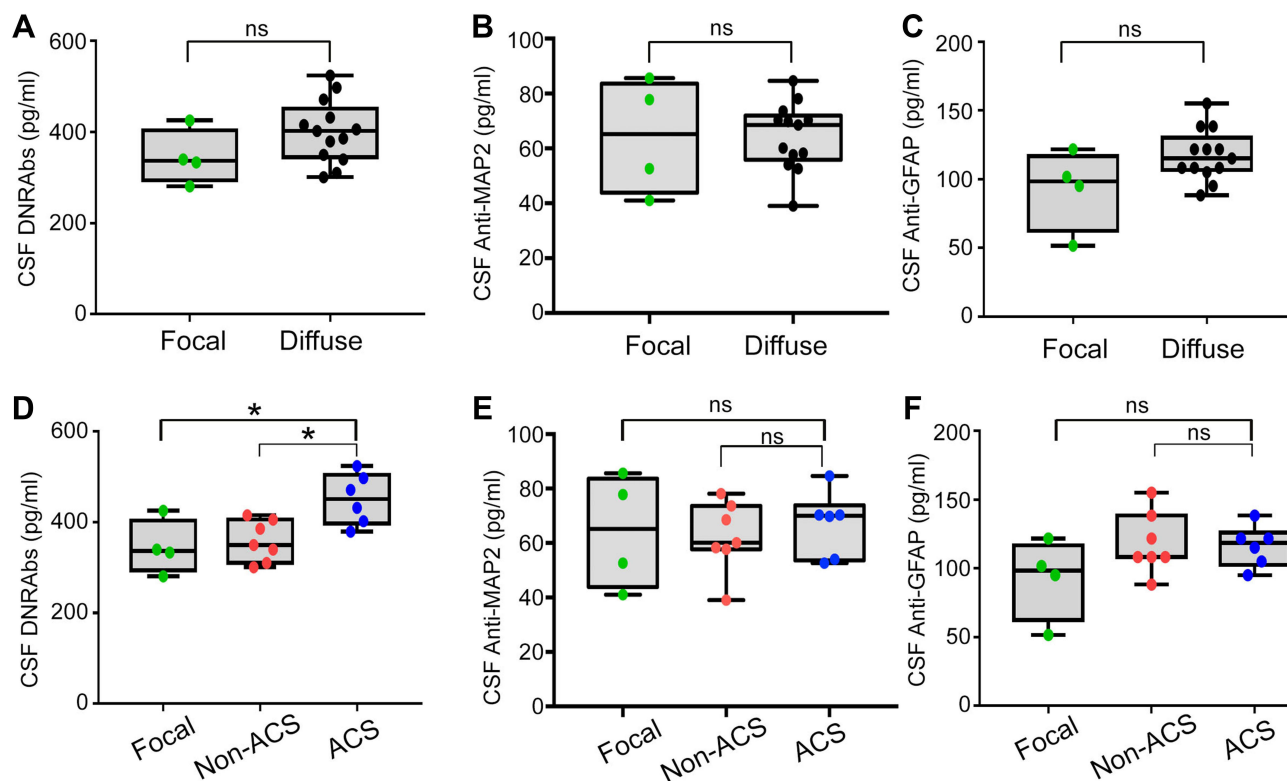 A
CSF DNRAbs (pg/ml)
600
400
200
0
ns
Focal
Diffuse
B
CSF Anti-MAP2 (pg/ml)
100
80
60
40
20
0
ns
Focal
Diffuse
C
CSF Anti-GFAP (pg/ml)
200
150
100
50
0
ns
Focal
Diffuse
D
CSF DNRAbs (pg/ml)
600
400
200
0
*
*
Focal
Non-ACS
ACS
E
CSF Anti-MAP2 (pg/ml)
100
80
60
40
20
0
ns
ns
Focal
Non-ACS
ACS
F
CSF Anti-GFAP (pg/ml)
200
150
100
50
0
ns
ns
Focal
Non-ACS
ACS